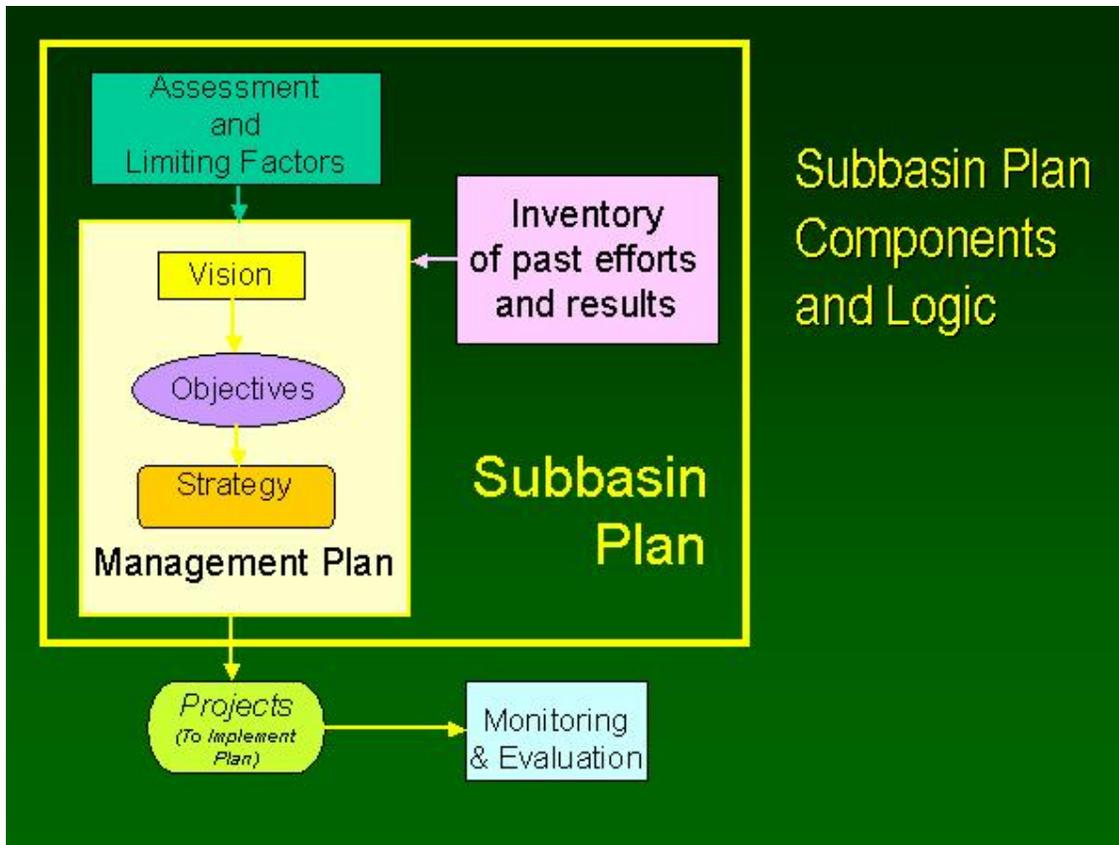 Assessment
and
Limiting Factors
Inventory
of past efforts
and results
Subbasin Plan
Components
and Logic
Vision
Objectives
Strategy
Management Plan
Subbasin
Plan
Projects
(To Implement
Plan)
Monitoring
& Evaluation